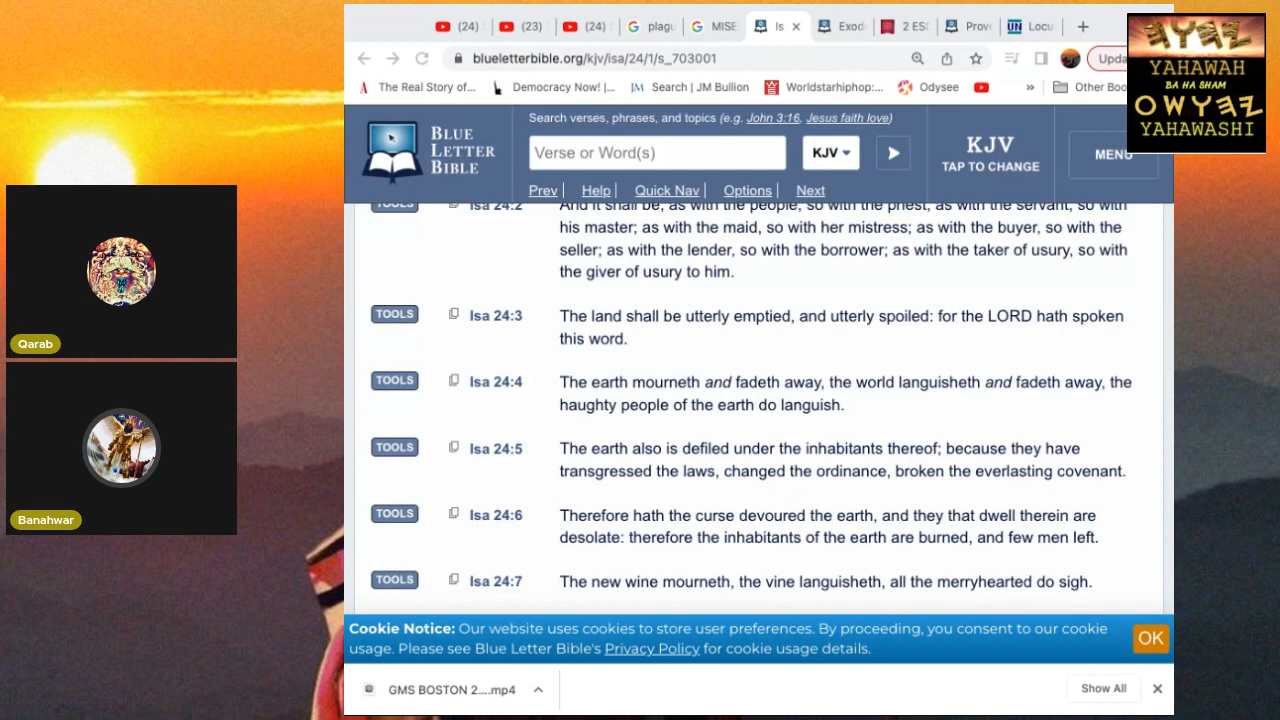 (24)
(23)
(24)
plagu
MISE
Is
Exod
2 ES
Prov
UN Locu
blueletterbible.org/kjv/isa/24/1/s_703001
Upda
The Real Story of...
Democracy Now! |...
JM Search | JM Bullion
Worldstarhiphop:...
Odysee
»
Other Boo
YAHAWAH
BA HA SHAM
YAHAWASHI
BLUE
LETTER
BIBLE
Search verses, phrases, and topics (e.g. John 3:16, Jesus faith love)
Verse or Word(s)
KJV
KJV
TAP TO CHANGE
MENU
Prev | Help | Quick Nav | Options | Next
TOOLS Isa 24:2 And it shall be, as with the people, so with the priest; as with the servant, so with
his master; as with the maid, so with her mistress; as with the buyer, so with the
seller; as with the lender, so with the borrower; as with the taker of usury, so with
the giver of usury to him.
TOOLS Isa 24:3 The land shall be utterly emptied, and utterly spoiled: for the LORD hath spoken
this word.
TOOLS Isa 24:4 The earth mourneth and fadeth away, the world languisheth and fadeth away, the
haughty people of the earth do languish.
TOOLS Isa 24:5 The earth also is defiled under the inhabitants thereof; because they have
transgressed the laws, changed the ordinance, broken the everlasting covenant.
TOOLS Isa 24:6 Therefore hath the curse devoured the earth, and they that dwell therein are
desolate: therefore the inhabitants of the earth are burned, and few men left.
TOOLS Isa 24:7 The new wine mourneth, the vine languisheth, all the merryhearted do sigh.
Cookie Notice: Our website uses cookies to store user preferences. By proceeding, you consent to our cookie
usage. Please see Blue Letter Bible's Privacy Policy for cookie usage details.
OK
GMS BOSTON 2....mp4
Show All
Qarab
Banahwar